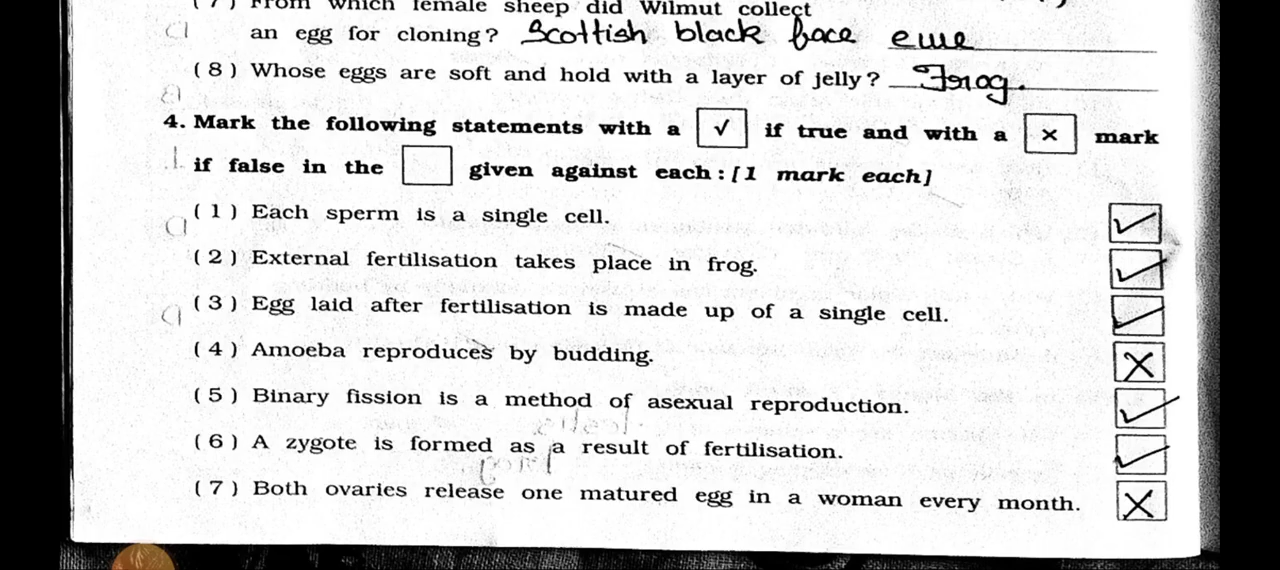 (7) From which female sheep did Wilmut collect
an egg for cloning? Scottish black face ewe
(8) Whose eggs are soft and hold with a layer of jelly? Frog.
4. Mark the following statements with a ✓ if true and with a × mark
if false in the given against each : [1 mark each]
(1) Each sperm is a single cell. ✓
(2) External fertilisation takes place in frog. ✓
(3) Egg laid after fertilisation is made up of a single cell. ✓
(4) Amoeba reproduces by budding. ×
(5) Binary fission is a method of asexual reproduction. ✓
(6) A zygote is formed as a result of fertilisation. ✓
(7) Both ovaries release one matured egg in a woman every month. ×